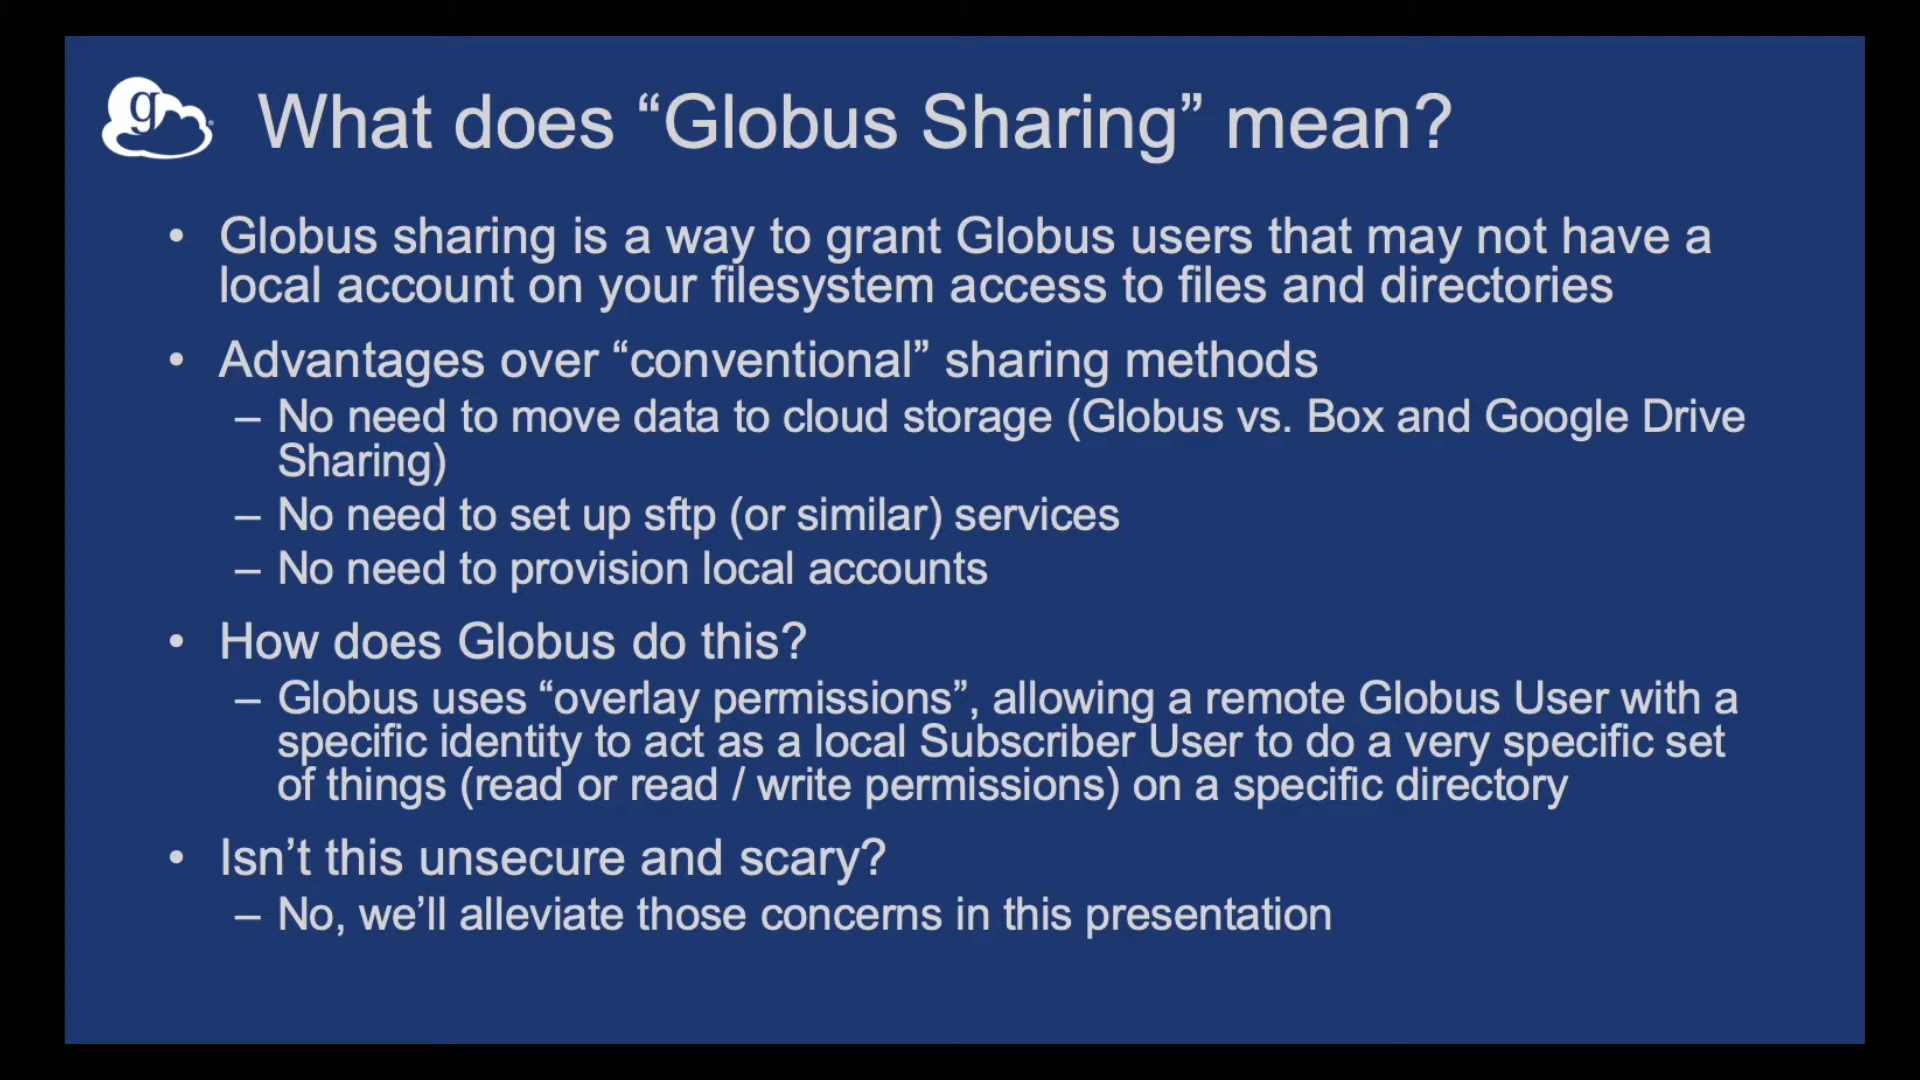 g
What does “Globus Sharing” mean?
• Globus sharing is a way to grant Globus users that may not have a
local account on your filesystem access to files and directories
• Advantages over “conventional” sharing methods
– No need to move data to cloud storage (Globus vs. Box and Google Drive
Sharing)
– No need to set up sftp (or similar) services
– No need to provision local accounts
• How does Globus do this?
– Globus uses “overlay permissions”, allowing a remote Globus User with a
specific identity to act as a local Subscriber User to do a very specific set
of things (read or read / write permissions) on a specific directory
• Isn’t this unsecure and scary?
– No, we’ll alleviate those concerns in this presentation